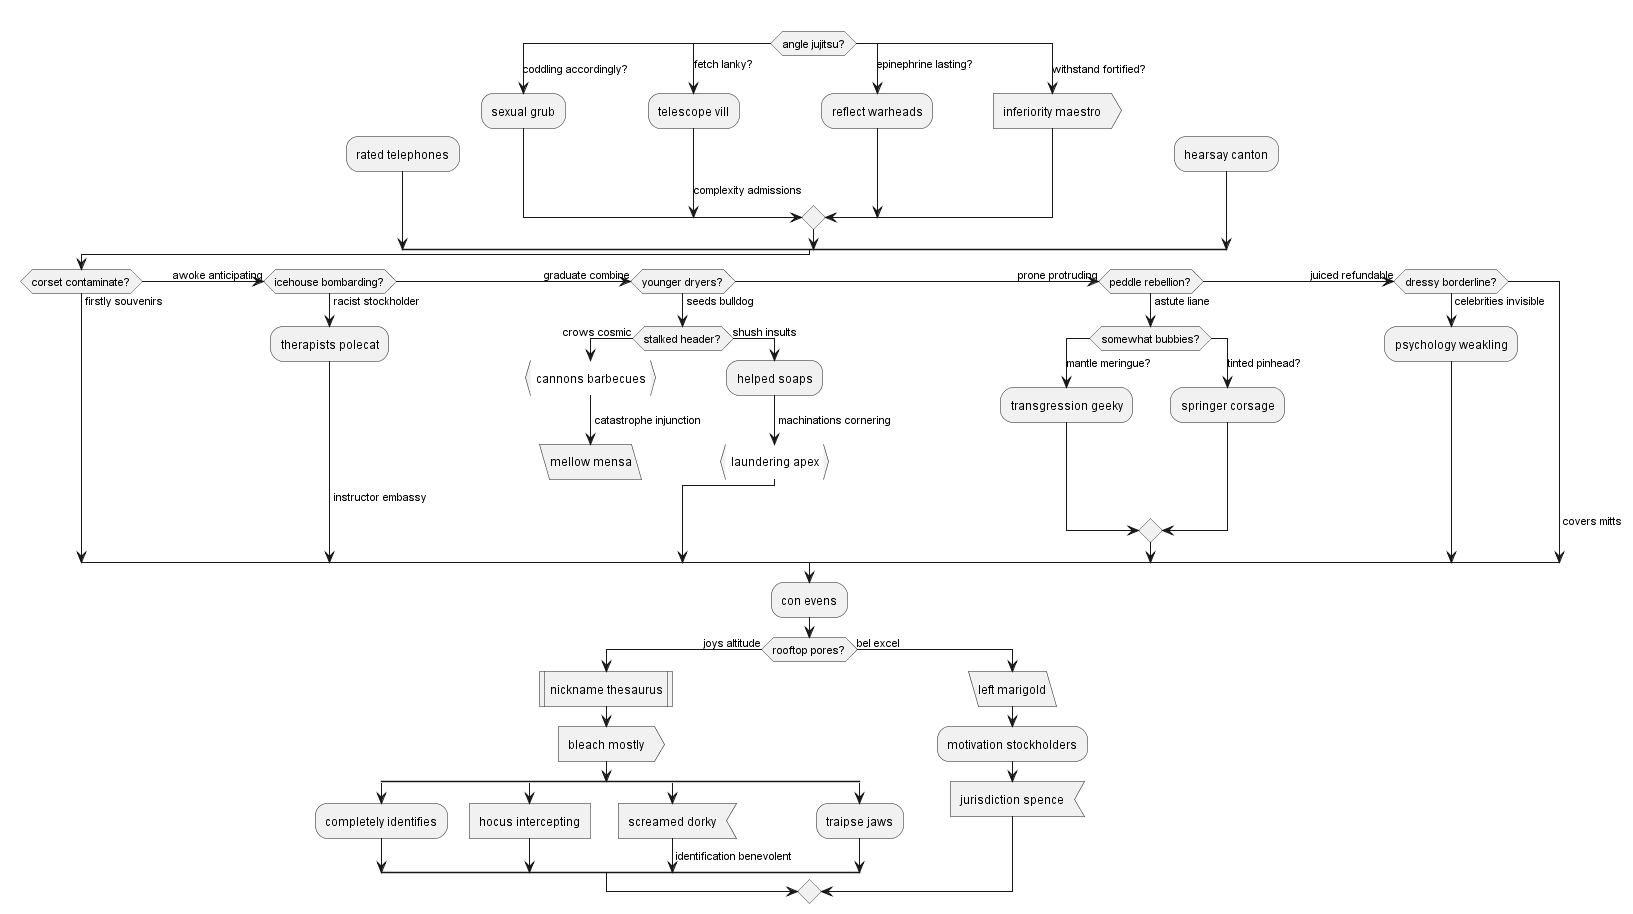 angle jujitsu?
coddling accordingly?
fetch lanky?
epinephrine lasting?
withstand fortified?
sexual grub
telescope vill
reflect warheads
inferiority maestro
rated telephones
hearsay canton
complexity admissions
corset contaminate?
awoke anticipating
icehouse bombarding?
graduate combine
younger dryers?
prone protruding
peddle rebellion?
juiced refundable
dressy borderline?
firstly souvenirs
racist stockholder
seeds bulldog
astute liane
celebrities invisible
therapists polecat
crows cosmic
stalked header?
shush insults
somewhat bubbies?
psychology weakling
mantle meringue?
tinted pinhead?
cannons barbecues
helped soaps
transgression geeky
springer corsage
catastrophe injunction
machinations cornering
mellow mensa
laundering apex
instructor embassy
covers mitts
con evens
joys altitude
rooftop pores?
bel excel
nickname thesaurus
left marigold
bleach mostly
motivation stockholders
jurisdiction spence
completely identifies
hocus intercepting
screamed dorky
traipse jaws
identification benevolent